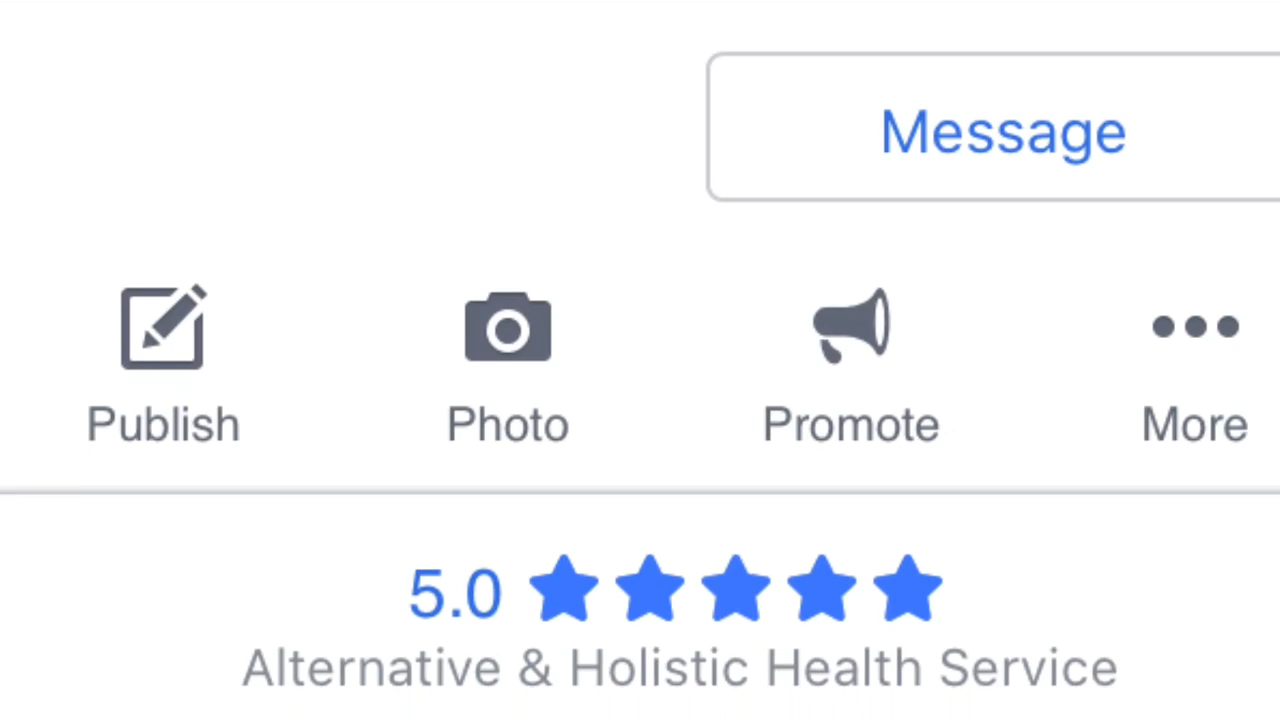 Message
Publish Photo Promote More
5.0
Alternative & Holistic Health Service